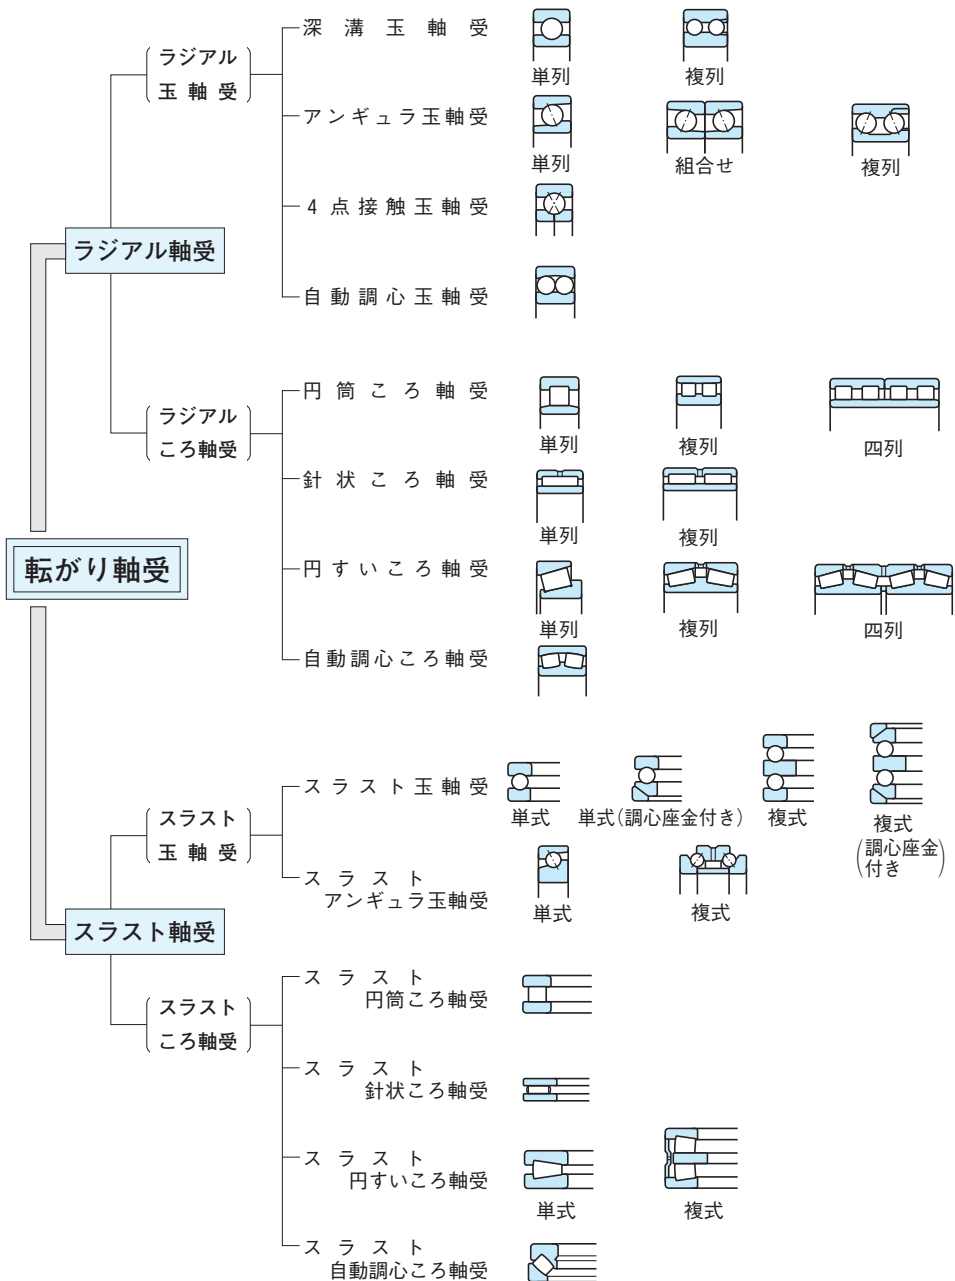 転がり軸受
ラジアル軸受
ラジアル
玉軸受
深溝玉軸受
単列
複列
アンギュラ玉軸受
単列
組合せ
複列
4点接触玉軸受
自動調心玉軸受
ラジアル
ころ軸受
円筒ころ軸受
単列
複列
四列
針状ころ軸受
単列
複列
円すいころ軸受
単列
複列
四列
自動調心ころ軸受
スラスト軸受
スラスト
玉軸受
スラスト玉軸受
単式
単式(調心座金付き)
複式
複式
(調心座金
付き)
スラスト
アンギュラ玉軸受
単式
複式
スラスト
ころ軸受
スラスト
円筒ころ軸受
スラスト
針状ころ軸受
スラスト
円すいころ軸受
単式
複式
スラスト
自動調心ころ軸受